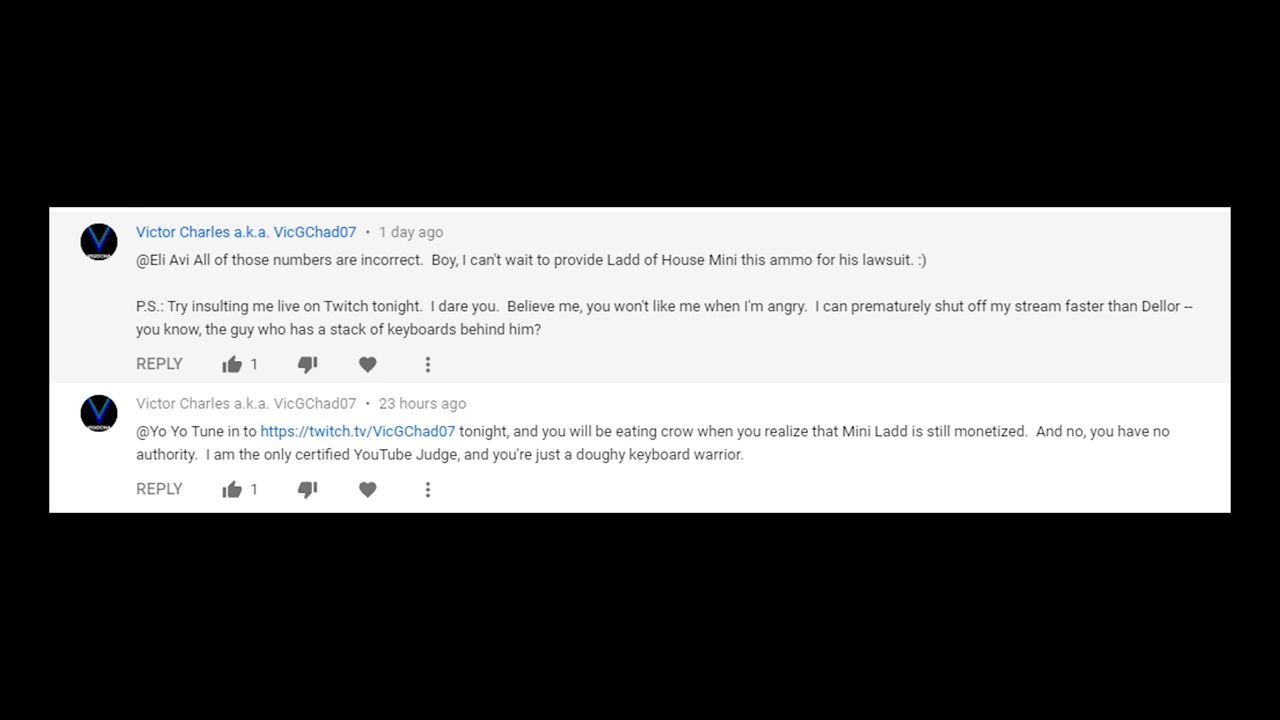 Victor Charles a.k.a. VicGChad07 • 1 day ago
@Eli Avi All of those numbers are incorrect.  Boy, I can't wait to provide Ladd of House Mini this ammo for his lawsuit. :)
P.S.: Try insulting me live on Twitch tonight.  I dare you.  Believe me, you won't like me when I'm angry.  I can prematurely shut off my stream faster than Dellor --
you know, the guy who has a stack of keyboards behind him?
REPLY 1
Victor Charles a.k.a. VicGChad07 • 23 hours ago
@Yo Yo Tune in to https://twitch.tv/VicGChad07 tonight, and you will be eating crow when you realize that Mini Ladd is still monetized.  And no, you have no
authority.  I am the only certified YouTube Judge, and you're just a doughy keyboard warrior.
REPLY 1